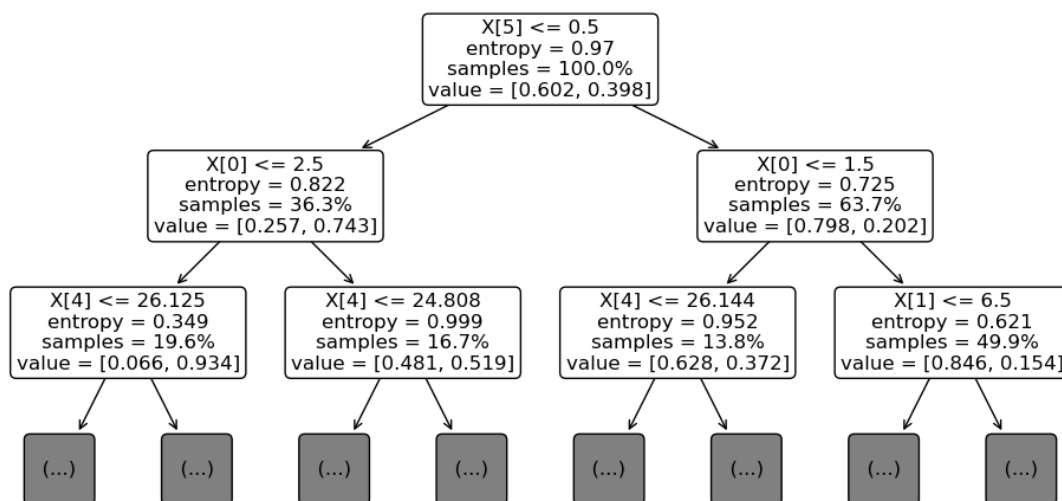 X[5] <= 0.5
entropy = 0.97
samples = 100.0%
value = [0.602, 0.398]
X[0] <= 2.5
entropy = 0.822
samples = 36.3%
value = [0.257, 0.743]
X[0] <= 1.5
entropy = 0.725
samples = 63.7%
value = [0.798, 0.202]
X[4] <= 26.125
entropy = 0.349
samples = 19.6%
value = [0.066, 0.934]
X[4] <= 24.808
entropy = 0.999
samples = 16.7%
value = [0.481, 0.519]
X[4] <= 26.144
entropy = 0.952
samples = 13.8%
value = [0.628, 0.372]
X[1] <= 6.5
entropy = 0.621
samples = 49.9%
value = [0.846, 0.154]
(...)
(...)
(...)
(...)
(...)
(...)
(...)
(...)